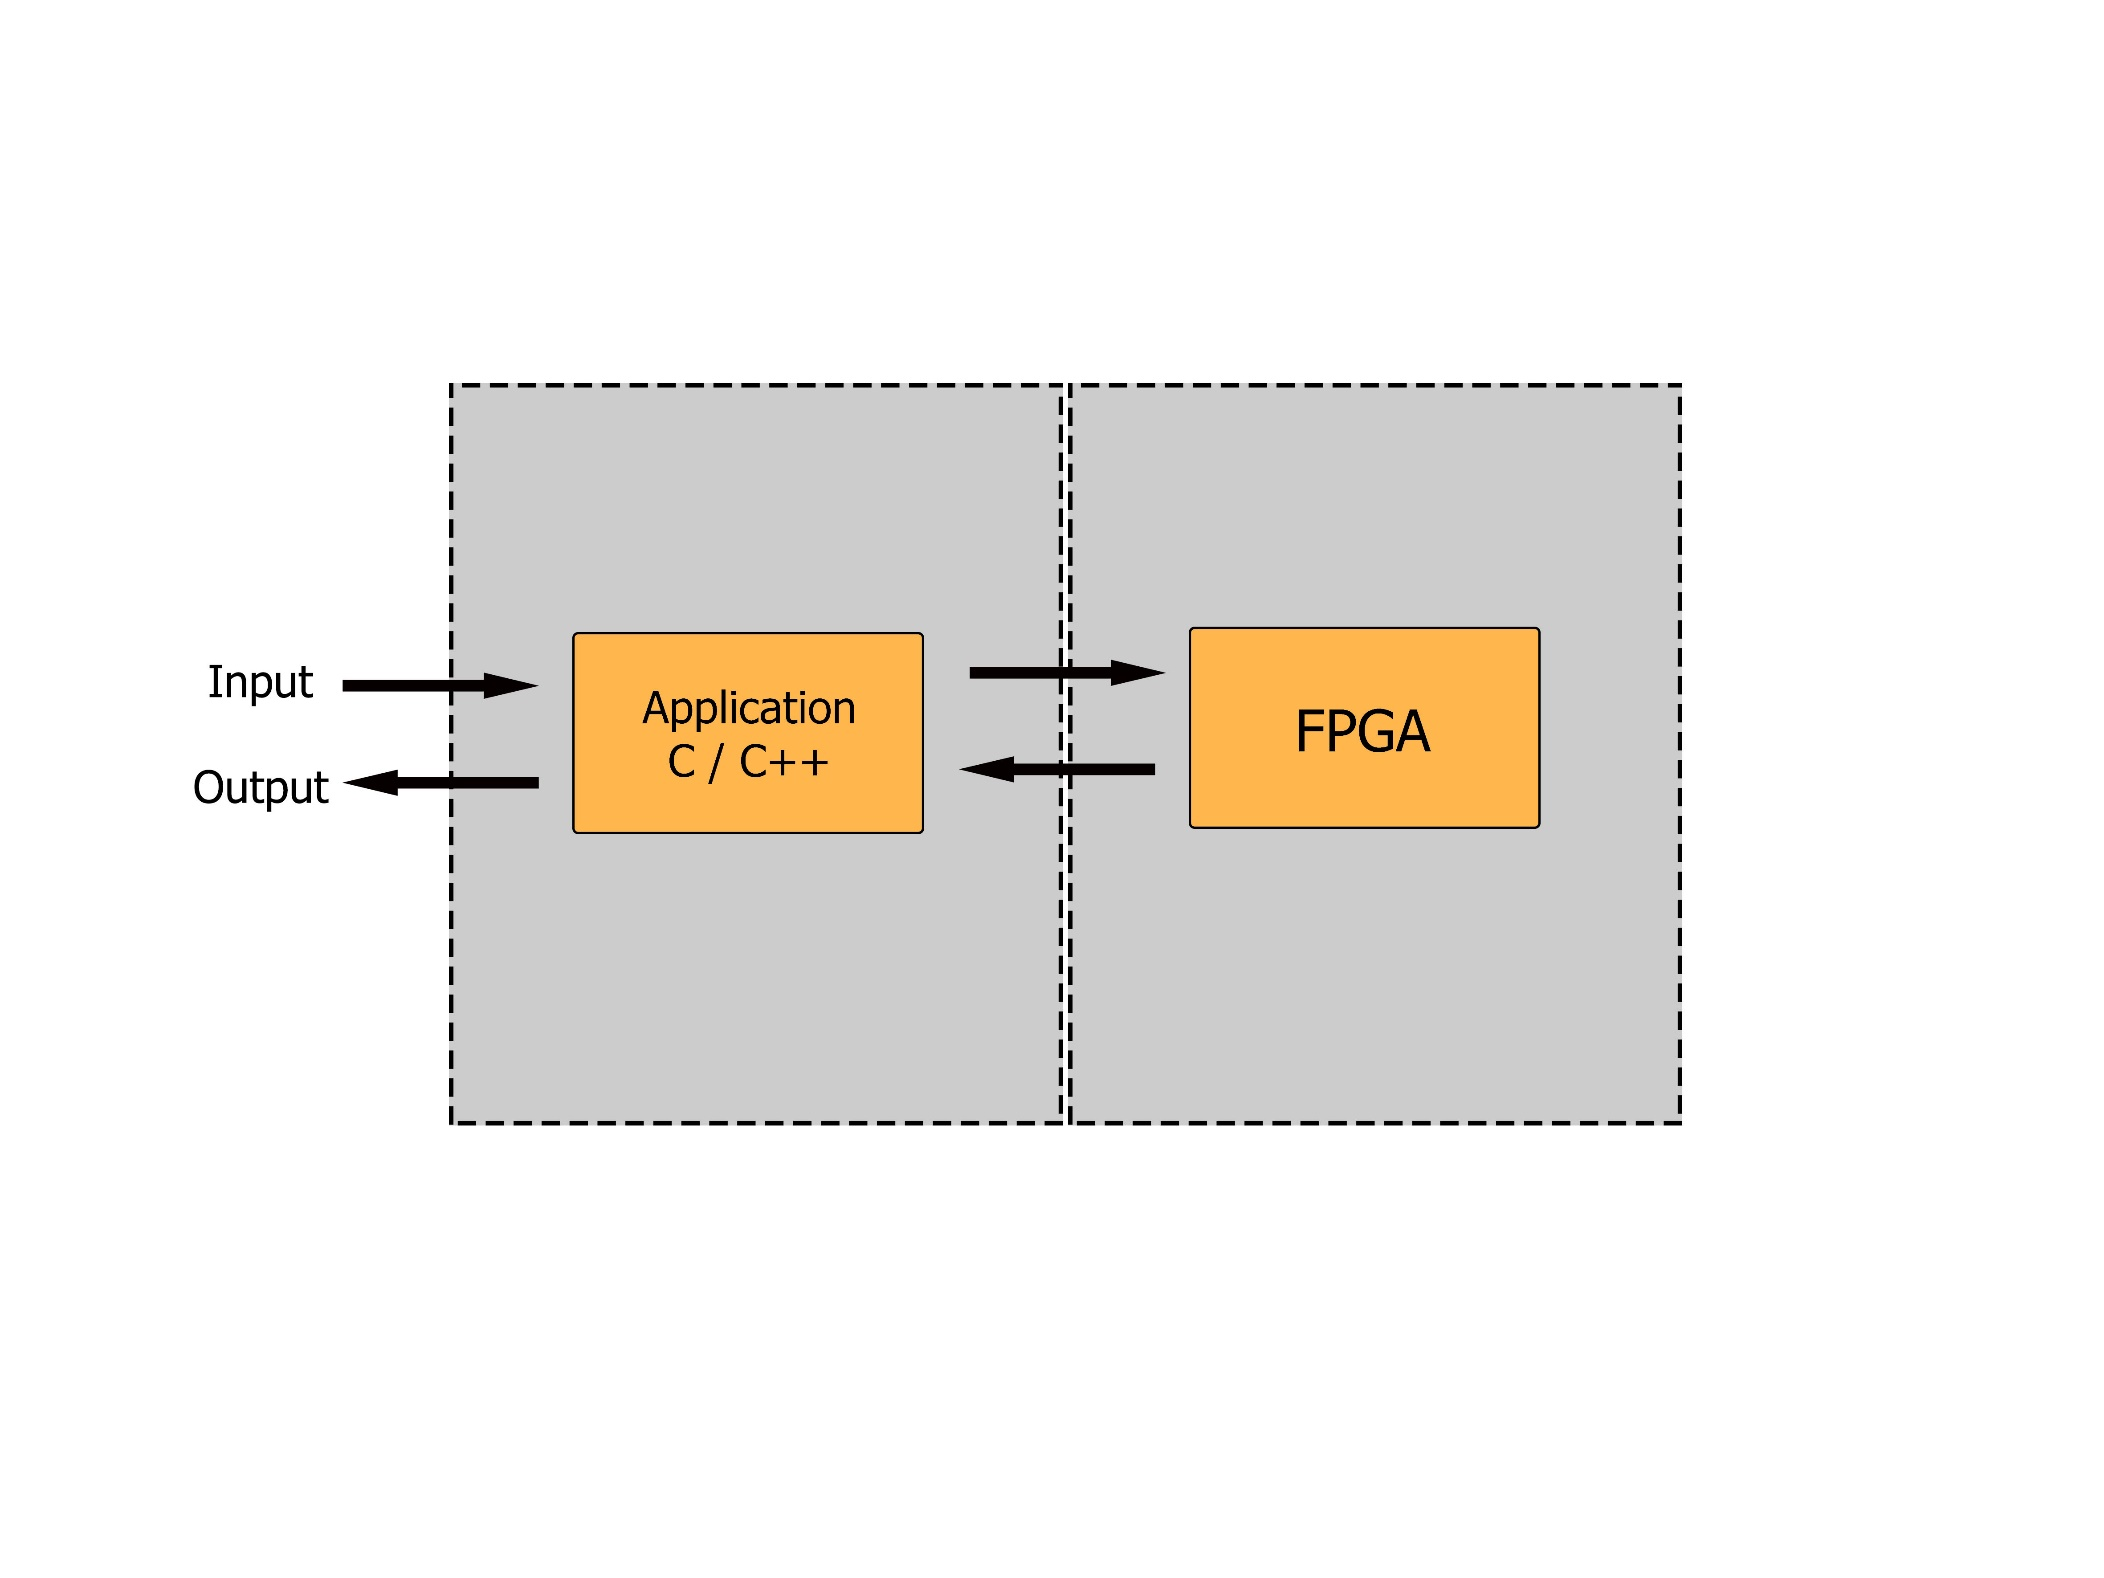 Input
Output
Application
C / C++
FPGA